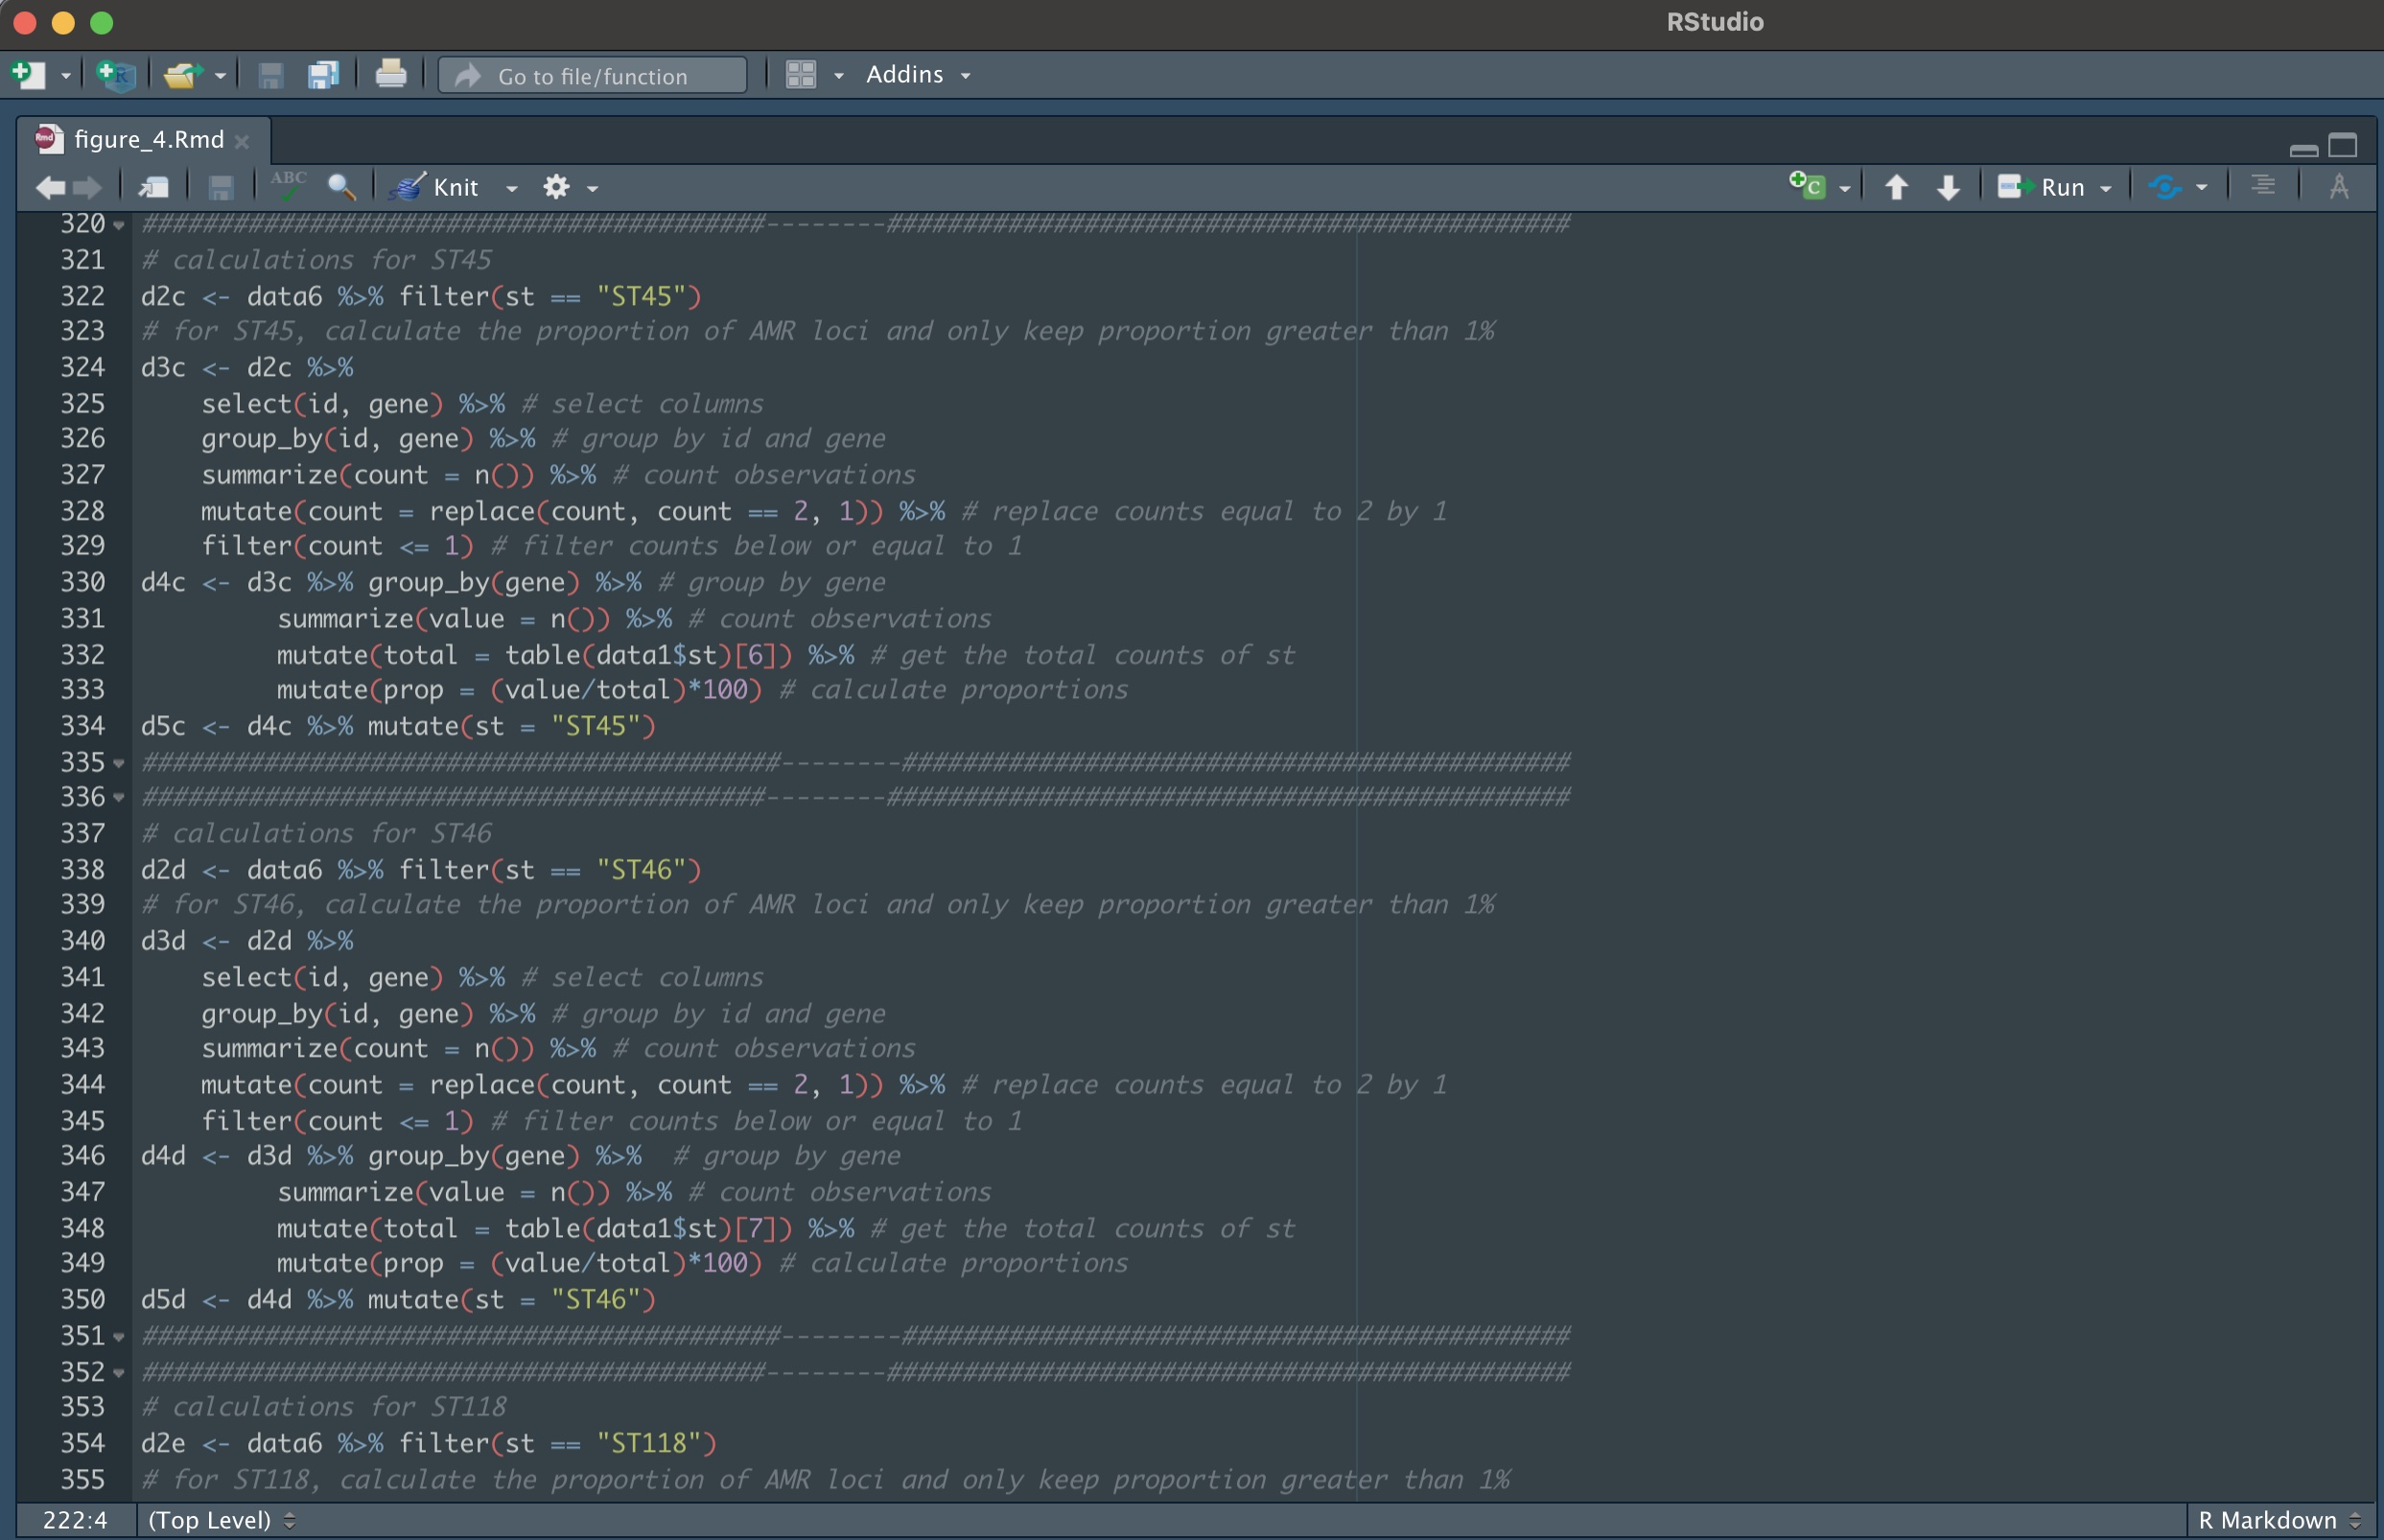 RStudio
Go to file/function
Addins
figure_4.Rmd
ABC
Knit
Run
320 #########################################--------#############################################
321 # calculations for ST45
322 d2c <- data6 %>% filter(st == "ST45")
323 # for ST45, calculate the proportion of AMR loci and only keep proportion greater than 1%
324 d3c <- d2c %>%
325     select(id, gene) %>% # select columns
326     group_by(id, gene) %>% # group by id and gene
327     summarize(count = n()) %>% # count observations
328     mutate(count = replace(count, count == 2, 1)) %>% # replace counts equal to 2 by 1
329     filter(count <= 1) # filter counts below or equal to 1
330 d4c <- d3c %>% group_by(gene) %>% # group by gene
331          summarize(value = n()) %>% # count observations
332          mutate(total = table(data1$st)[6]) %>% # get the total counts of st
333          mutate(prop = (value/total)*100) # calculate proportions
334 d5c <- d4c %>% mutate(st = "ST45")
335 ##########################################--------############################################
336 #########################################--------#############################################
337 # calculations for ST46
338 d2d <- data6 %>% filter(st == "ST46")
339 # for ST46, calculate the proportion of AMR loci and only keep proportion greater than 1%
340 d3d <- d2d %>%
341     select(id, gene) %>% # select columns
342     group_by(id, gene) %>% # group by id and gene
343     summarize(count = n()) %>% # count observations
344     mutate(count = replace(count, count == 2, 1)) %>% # replace counts equal to 2 by 1
345     filter(count <= 1) # filter counts below or equal to 1
346 d4d <- d3d %>% group_by(gene) %>%  # group by gene
347          summarize(value = n()) %>% # count observations
348          mutate(total = table(data1$st)[7]) %>% # get the total counts of st
349          mutate(prop = (value/total)*100) # calculate proportions
350 d5d <- d4d %>% mutate(st = "ST46")
351 ##########################################--------############################################
352 #########################################--------#############################################
353 # calculations for ST118
354 d2e <- data6 %>% filter(st == "ST118")
355 # for ST118, calculate the proportion of AMR loci and only keep proportion greater than 1%
222:4 (Top Level) R Markdown